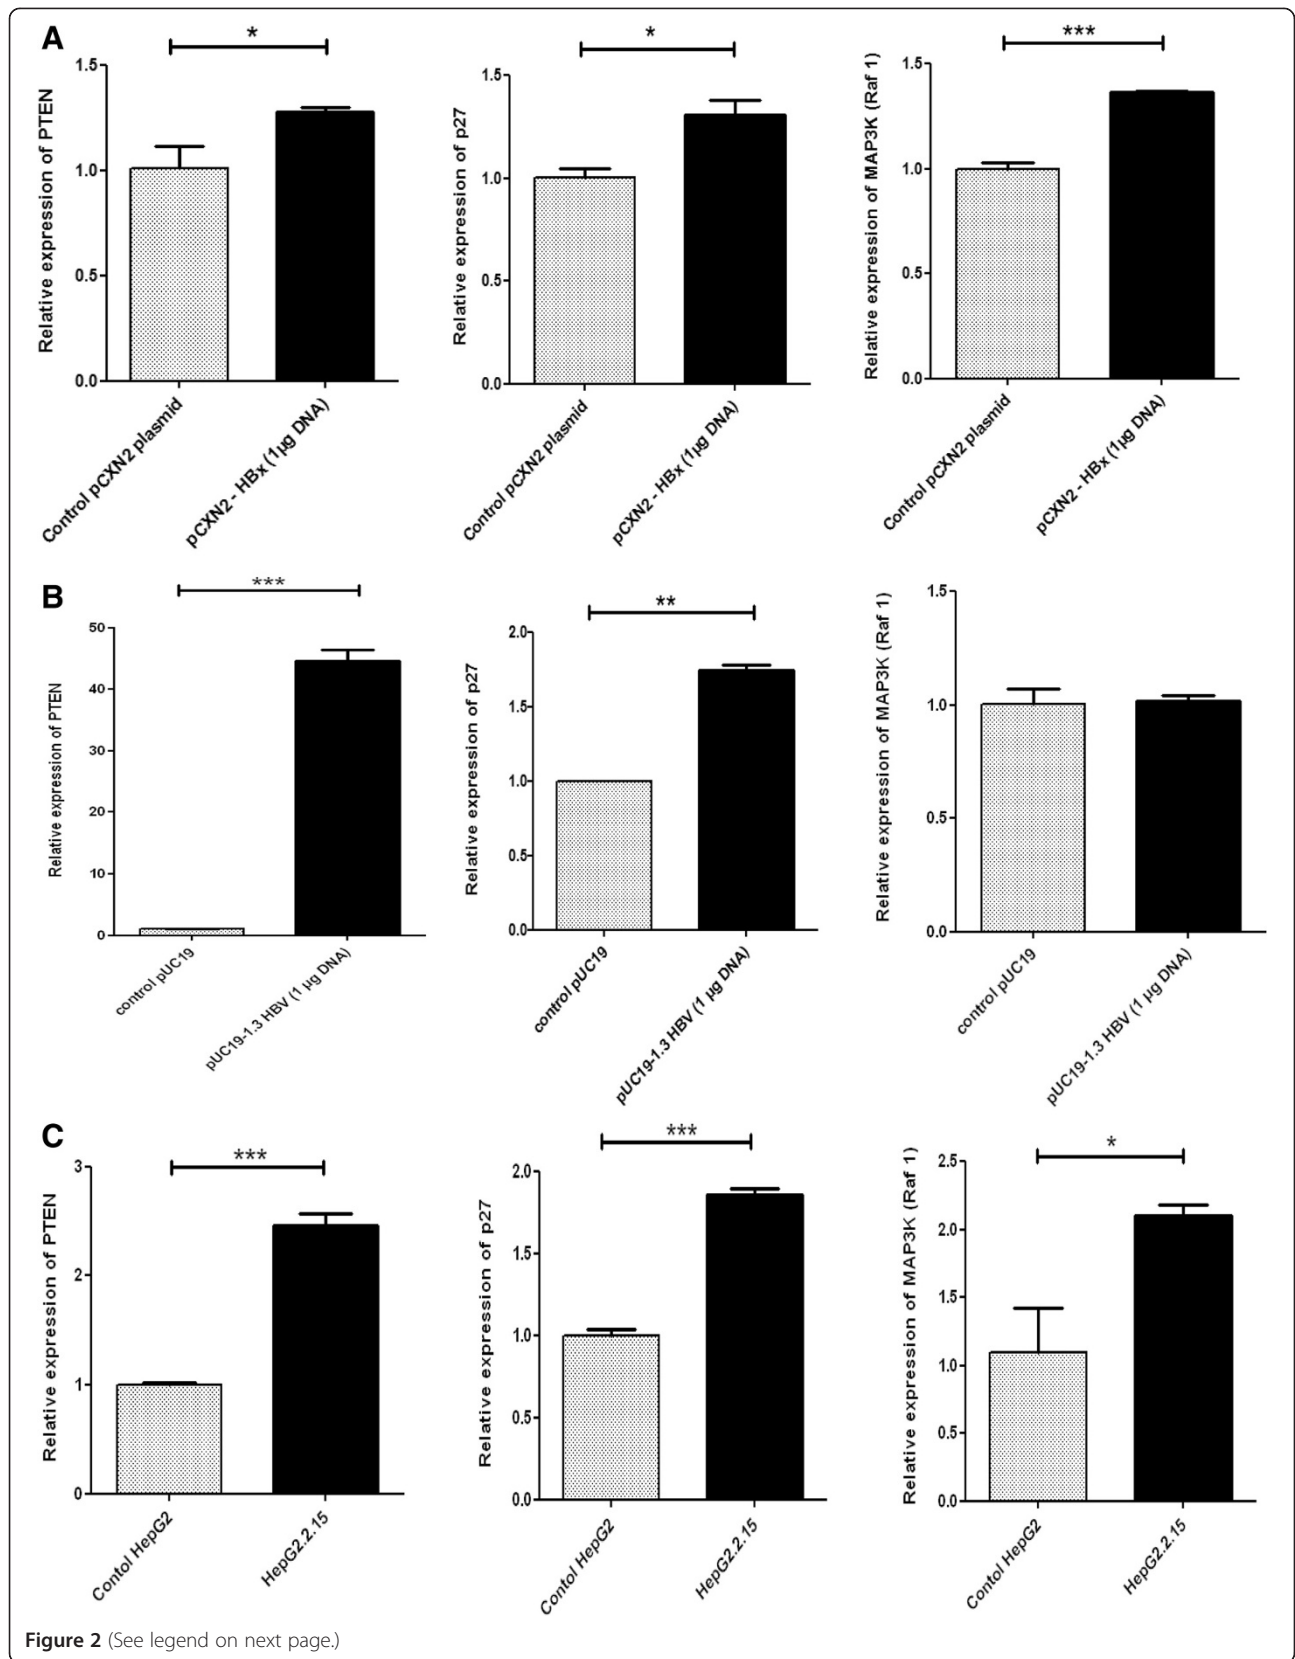 A
*
Relative expression of PTEN
1.5
1.0
0.5
0.0
Control pCXN2 plasmid
pCXN2 - HBx (1µg DNA)
*
Relative expression of p27
1.5
1.0
0.5
0.0
Control pCXN2 plasmid
pCXN2 - HBx (1µg DNA)
***
Relative expression of MAP3K (Raf 1)
1.5
1.0
0.5
0.0
Control pCXN2 plasmid
pCXN2 - HBx (1µg DNA)
B
***
Relative expression of PTEN
50
40
30
20
10
0
control pUC19
pUC19-1.3 HBV (1 µg DNA)
**
Relative expression of p27
2.0
1.5
1.0
0.5
0.0
control pUC19
pUC19-1.3 HBV (1 µg DNA)
Relative expression of MAP3K (Raf 1)
1.5
1.0
0.5
0.0
control pUC19
pUC19-1.3 HBV (1 µg DNA)
C
***
Relative expression of PTEN
3
2
1
0
Contol HepG2
HepG2.2.15
***
Relative expression of p27
2.0
1.5
1.0
0.5
0.0
Contol HepG2
HepG2.2.15
*
Relative expression of MAP3K (Raf 1)
2.5
2.0
1.5
1.0
0.5
0.0
Contol HepG2
HepG2.2.15
Figure 2 (See legend on next page.)